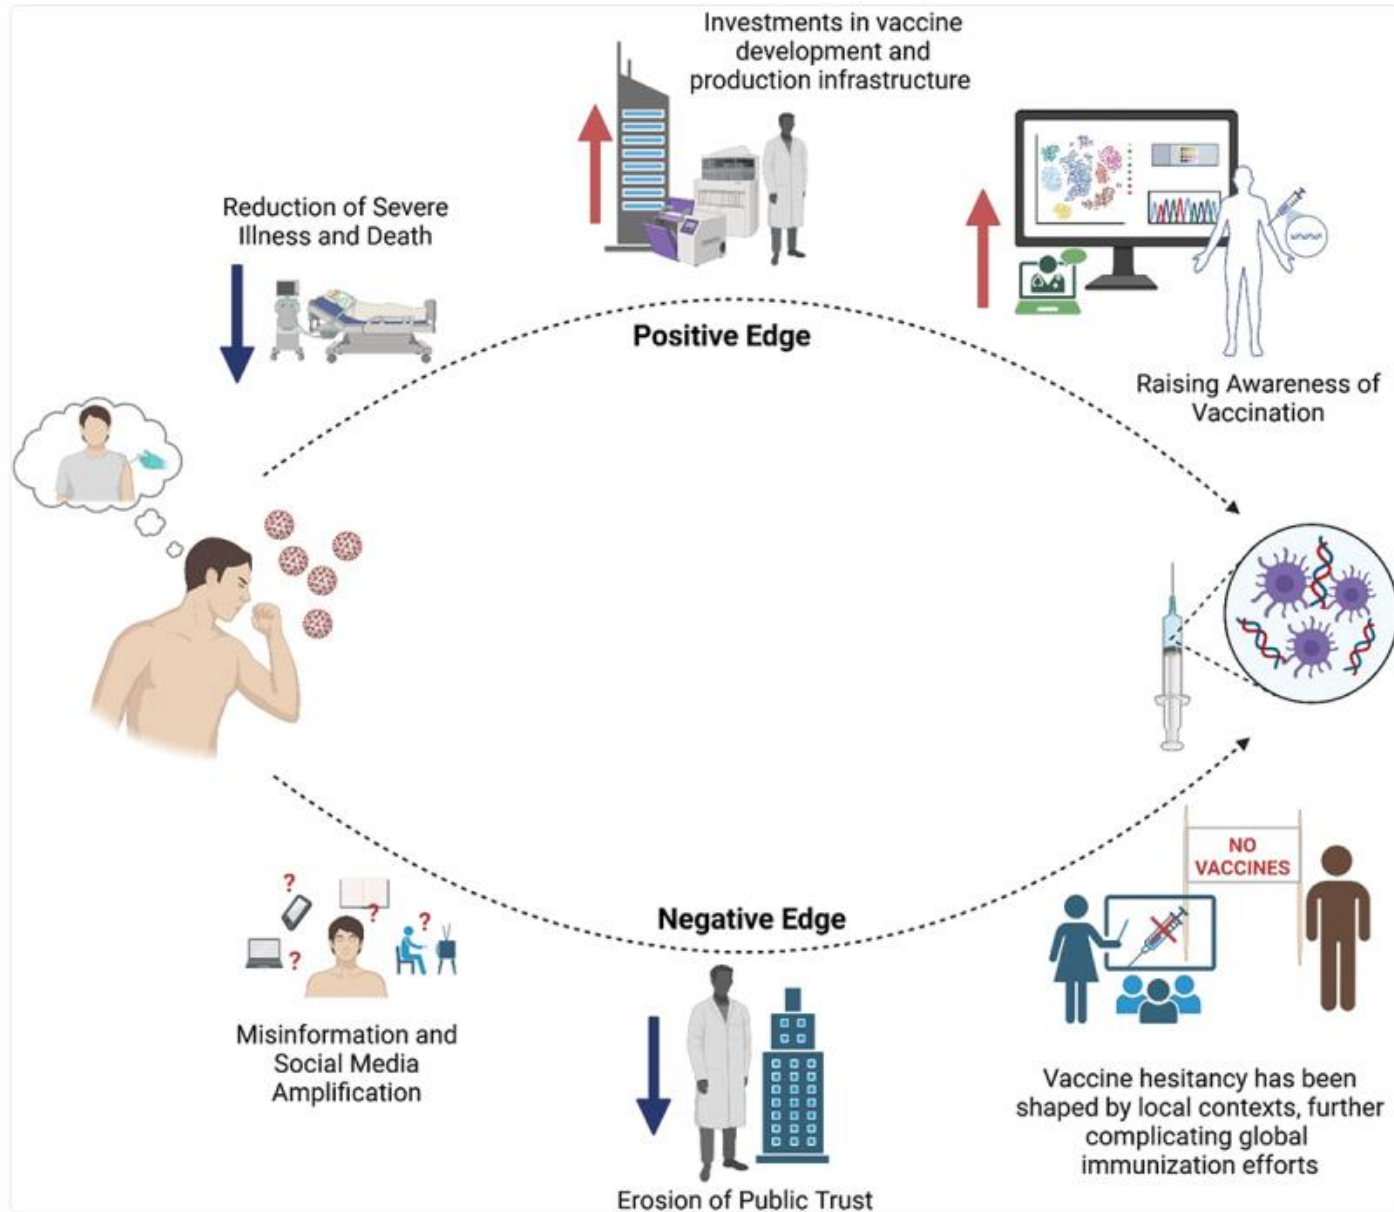 Investments in vaccine
development and
production infrastructure
Reduction of Severe
Illness and Death
Positive Edge
Raising Awareness of
Vaccination
Negative Edge
NO
VACCINES
?
?
?
?
Misinformation and
Social Media
Amplification
Vaccine hesitancy has been
shaped by local contexts, further
complicating global
immunization efforts
Erosion of Public Trust